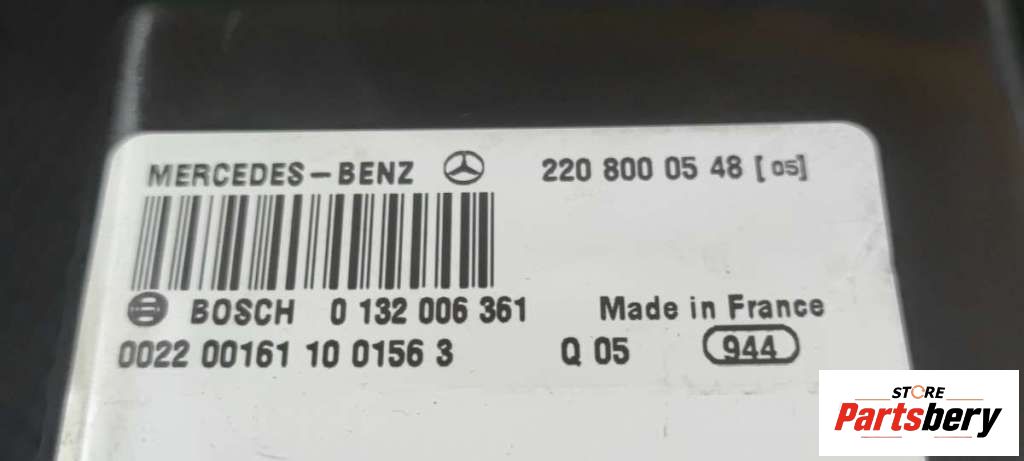 MERCEDES-BENZ 220 800 05 48 [05]
BOSCH 0 132 006 361 Made in France
0022 00161 10 0156 3 Q 05 944
STORE
Partsbery